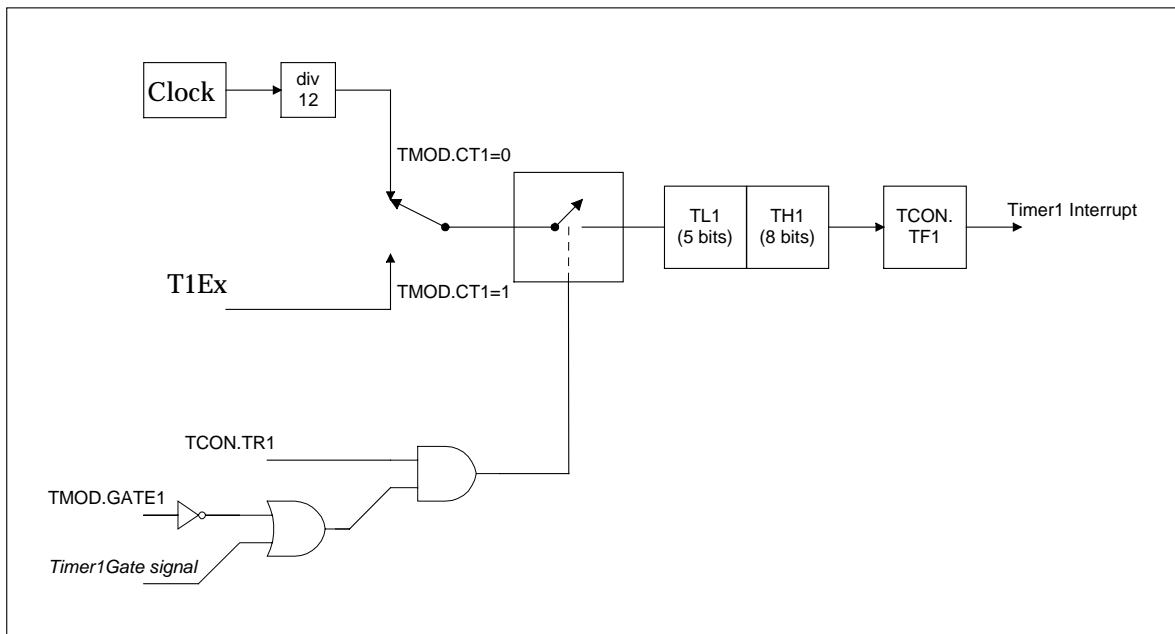 Clock
div
12
TMOD.CT1=0
T1Ex
TMOD.CT1=1
TL1
(5 bits)
TH1
(8 bits)
TCON.
TF1
Timer1 Interrupt
TCON.TR1
TMOD.GATE1
Timer1Gate signal